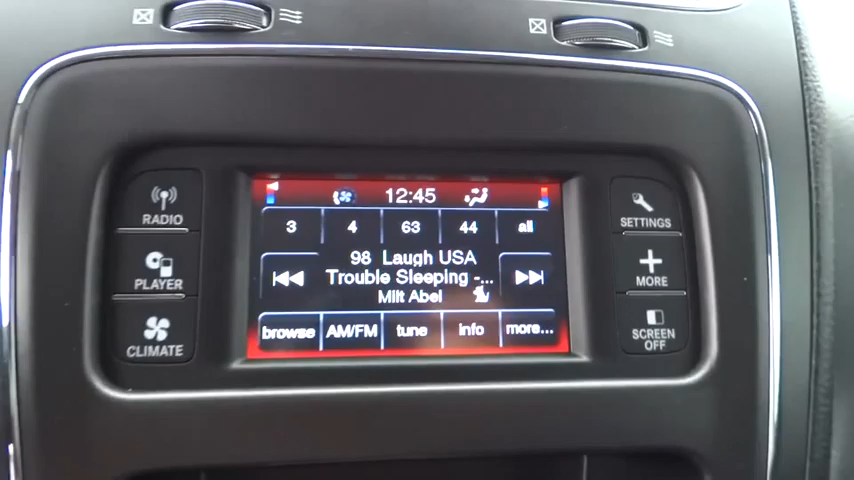 12:45
3 4 63 44 all
98 Laugh USA
Trouble Sleeping -...
Milt Abel
browse AM/FM tune info more...
RADIO
PLAYER
CLIMATE
SETTINGS
MORE
SCREEN
OFF